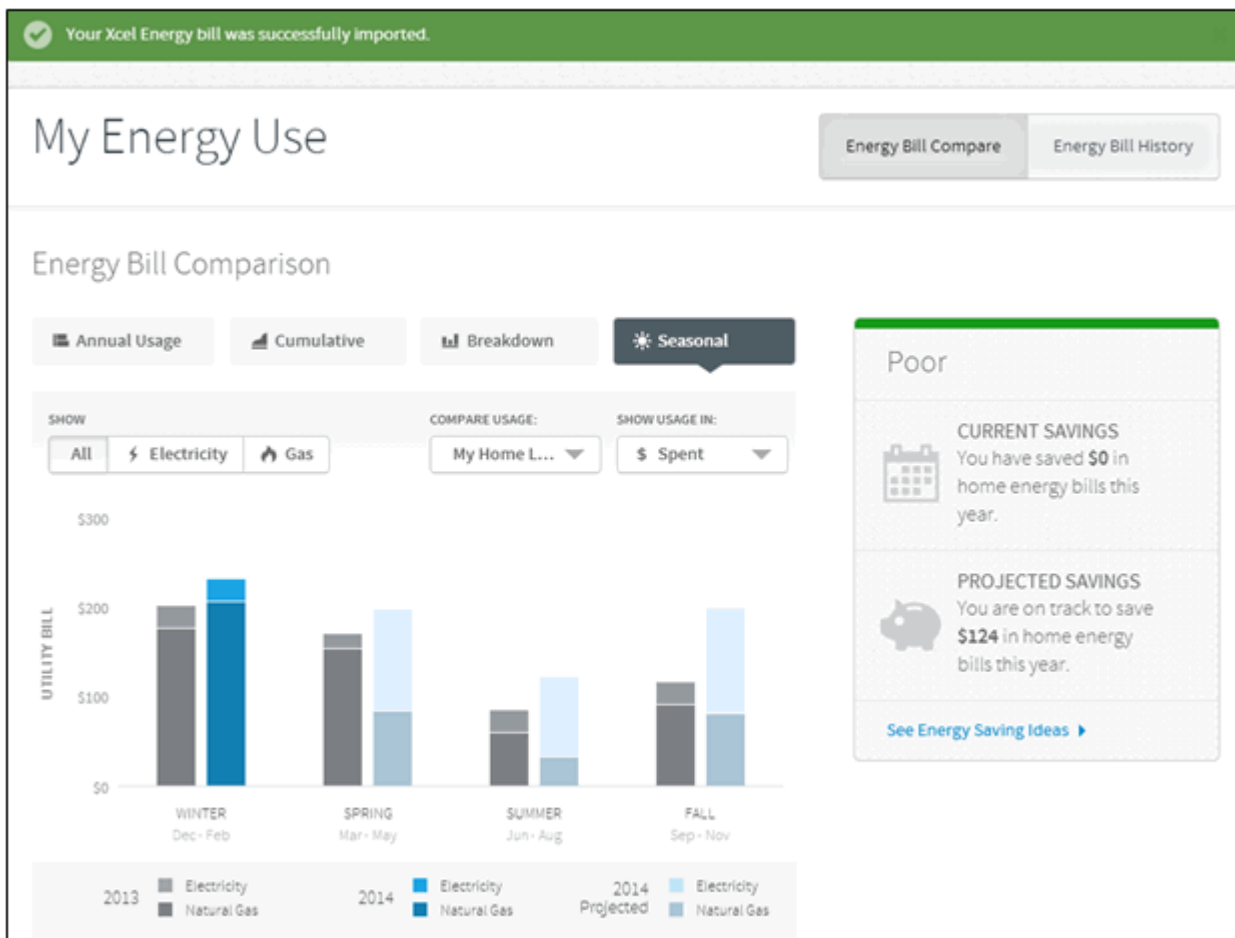 Your Xcel Energy bill was successfully imported.
My Energy Use
Energy Bill Compare
Energy Bill History
Energy Bill Comparison
Annual Usage
Cumulative
Breakdown
Seasonal
SHOW
All
Electricity
Gas
COMPARE USAGE:
My Home L...
SHOW USAGE IN:
$ Spent
UTILITY BILL
$300
$200
$100
$0
WINTER
Dec - Feb
SPRING
Mar - May
SUMMER
Jun - Aug
FALL
Sep - Nov
2013
Electricity
Natural Gas
2014
Electricity
Natural Gas
2014
Projected
Electricity
Natural Gas
Poor
CURRENT SAVINGS
You have saved $0 in
home energy bills this
year.
PROJECTED SAVINGS
You are on track to save
$124 in home energy
bills this year.
See Energy Saving Ideas